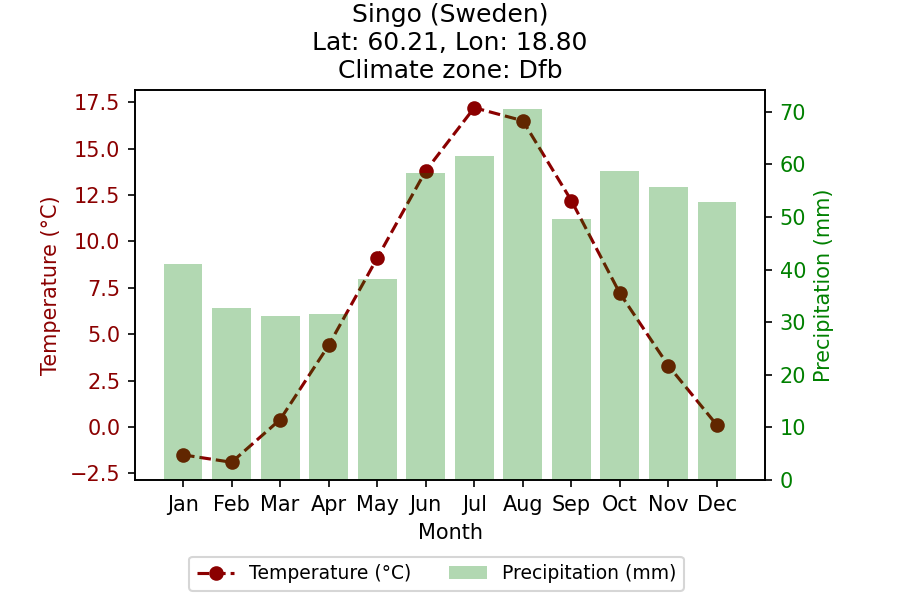 Singo (Sweden)
Lat: 60.21, Lon: 18.80
Climate zone: Dfb
17.5
15.0
12.5
10.0
7.5
5.0
2.5
0.0
−2.5
Temperature (°C)
70
60
50
40
30
20
10
0
Precipitation (mm)
Jan Feb Mar Apr May Jun Jul Aug Sep Oct Nov Dec
Month
Temperature (°C) Precipitation (mm)